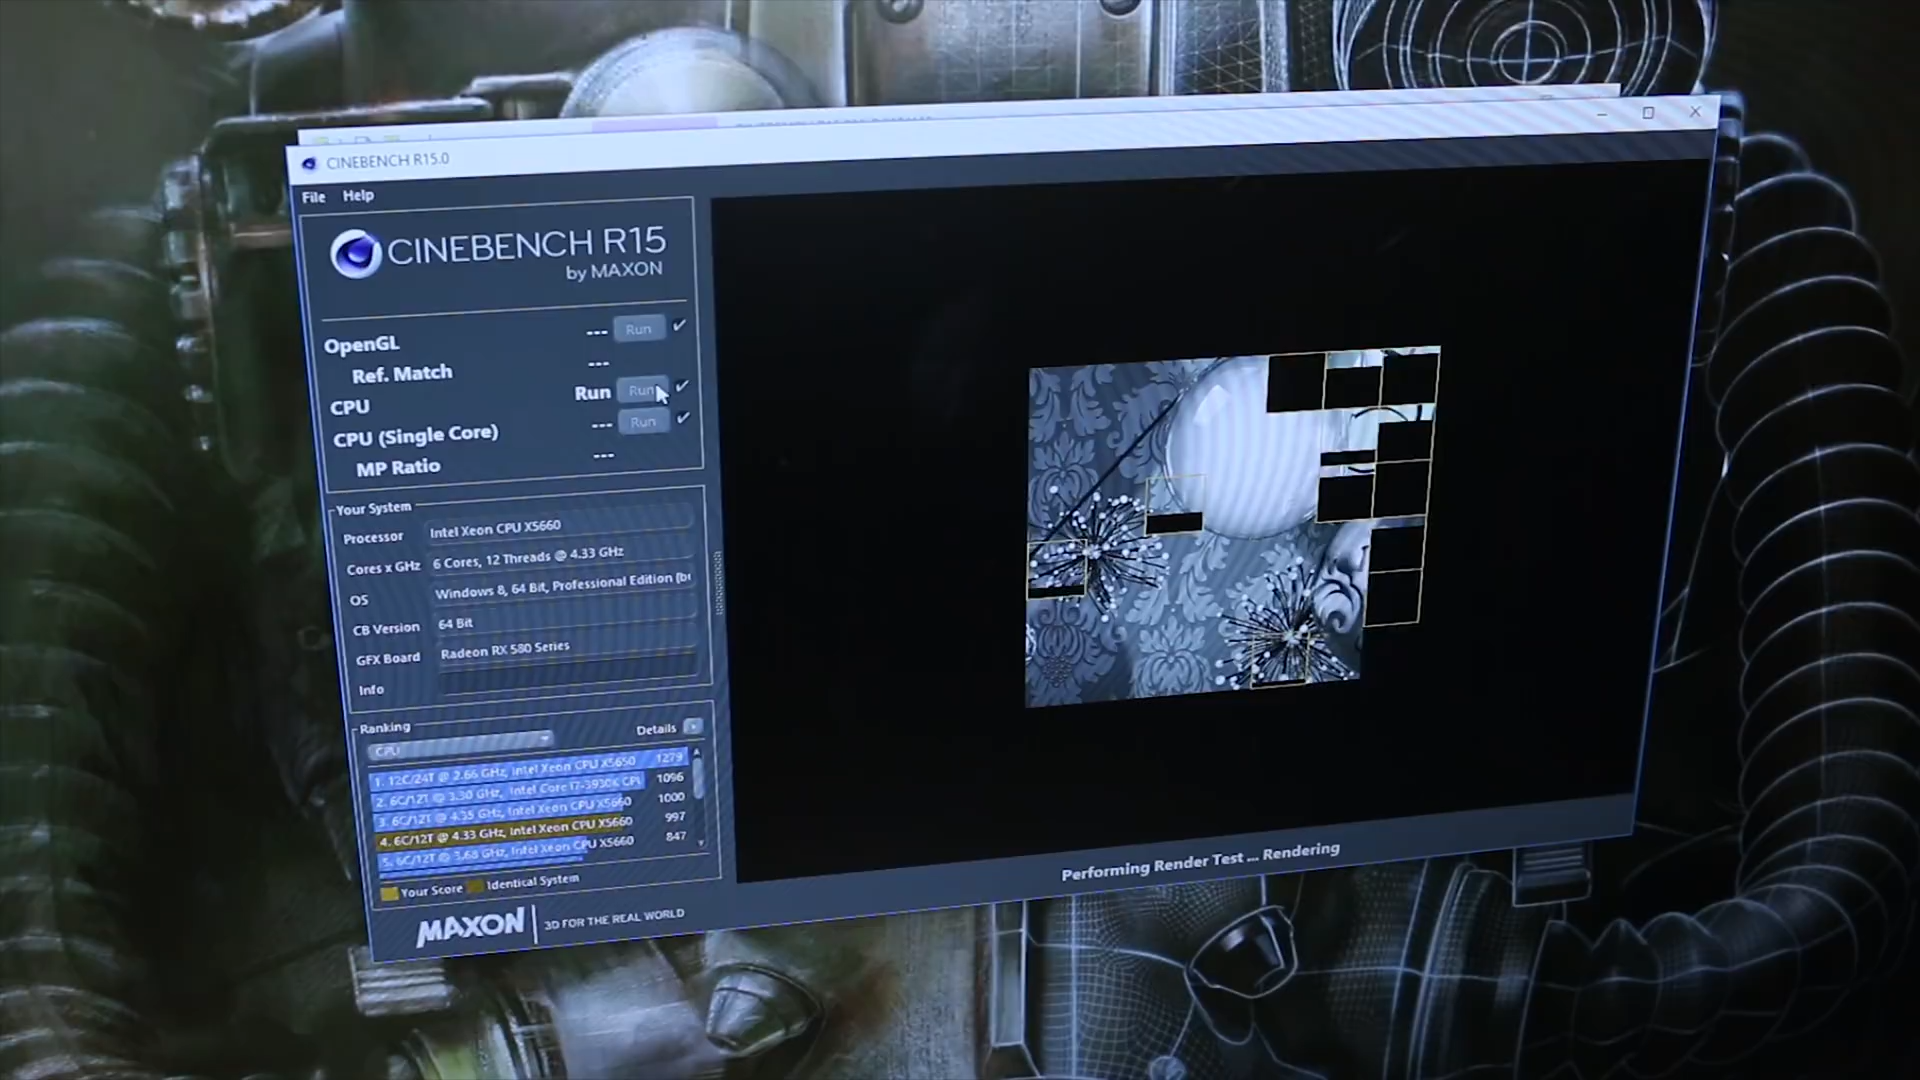 CINEBENCH R15.0
File Help
CINEBENCH R15
by MAXON
OpenGL --- Run
Ref. Match ---
CPU Run Run
CPU (Single Core) --- Run
MP Ratio ---
Your System
Processor Intel Xeon CPU X5660
Cores x GHz 6 Cores, 12 Threads @ 4.33 GHz
OS Windows 8, 64 Bit, Professional Edition (bu
CB Version 64 Bit
GFX Board Radeon RX 580 Series
Info
Ranking
CPU Details
1. 12C/24T @ 2.66 GHz, Intel Xeon CPU X5650 1279
2. 6C/12T @ 3.30 GHz, Intel Core i7-3930K CPU 1096
3. 6C/12T @ 4.35 GHz, Intel Xeon CPU X5660 1000
4. 6C/12T @ 4.33 GHz, Intel Xeon CPU X5660 997
5. 6C/12T @ 3.68 GHz, Intel Xeon CPU X5660 847
Your Score Identical System
MAXON 3D FOR THE REAL WORLD
Performing Render Test ... Rendering